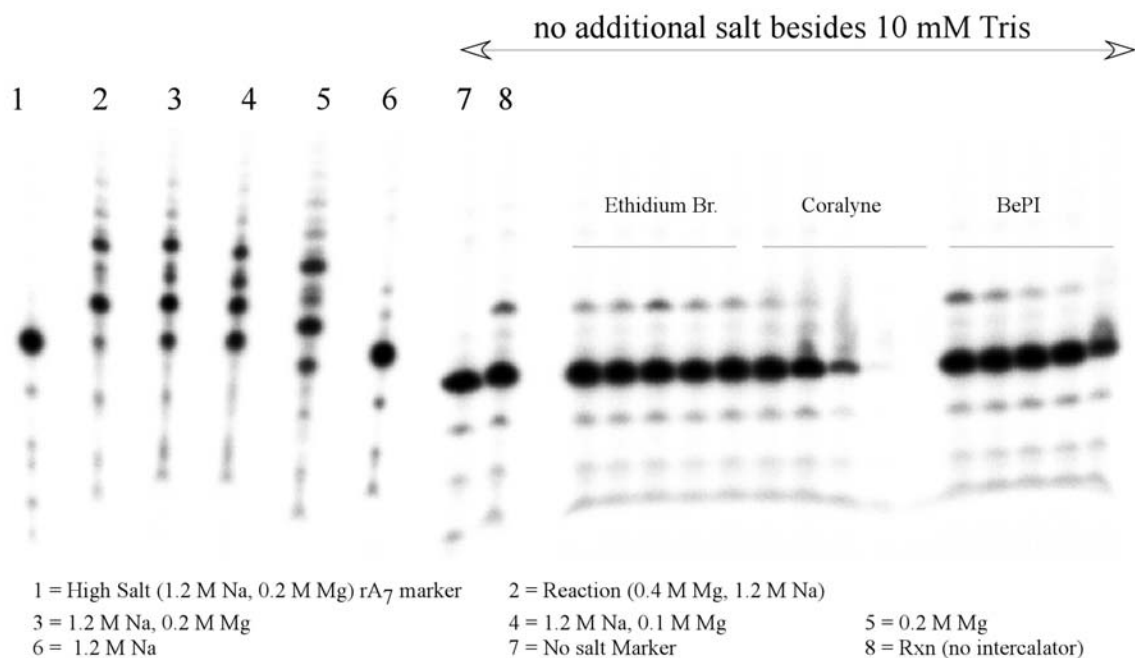 no additional salt besides 10 mM Tris
1 2 3 4 5 6 7 8
Ethidium Br. Coralyne BePI
1 = High Salt (1.2 M Na, 0.2 M Mg) rA7 marker 2 = Reaction (0.4 M Mg, 1.2 M Na)
3 = 1.2 M Na, 0.2 M Mg 4 = 1.2 M Na, 0.1 M Mg 5 = 0.2 M Mg
6 = 1.2 M Na 7 = No salt Marker 8 = Rxn (no intercalator)